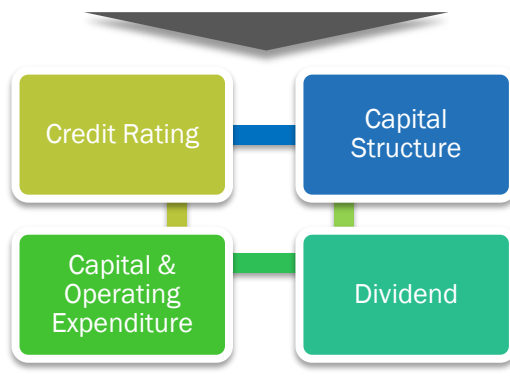 Credit Rating
Capital
Structure
Capital &
Operating
Expenditure
Dividend